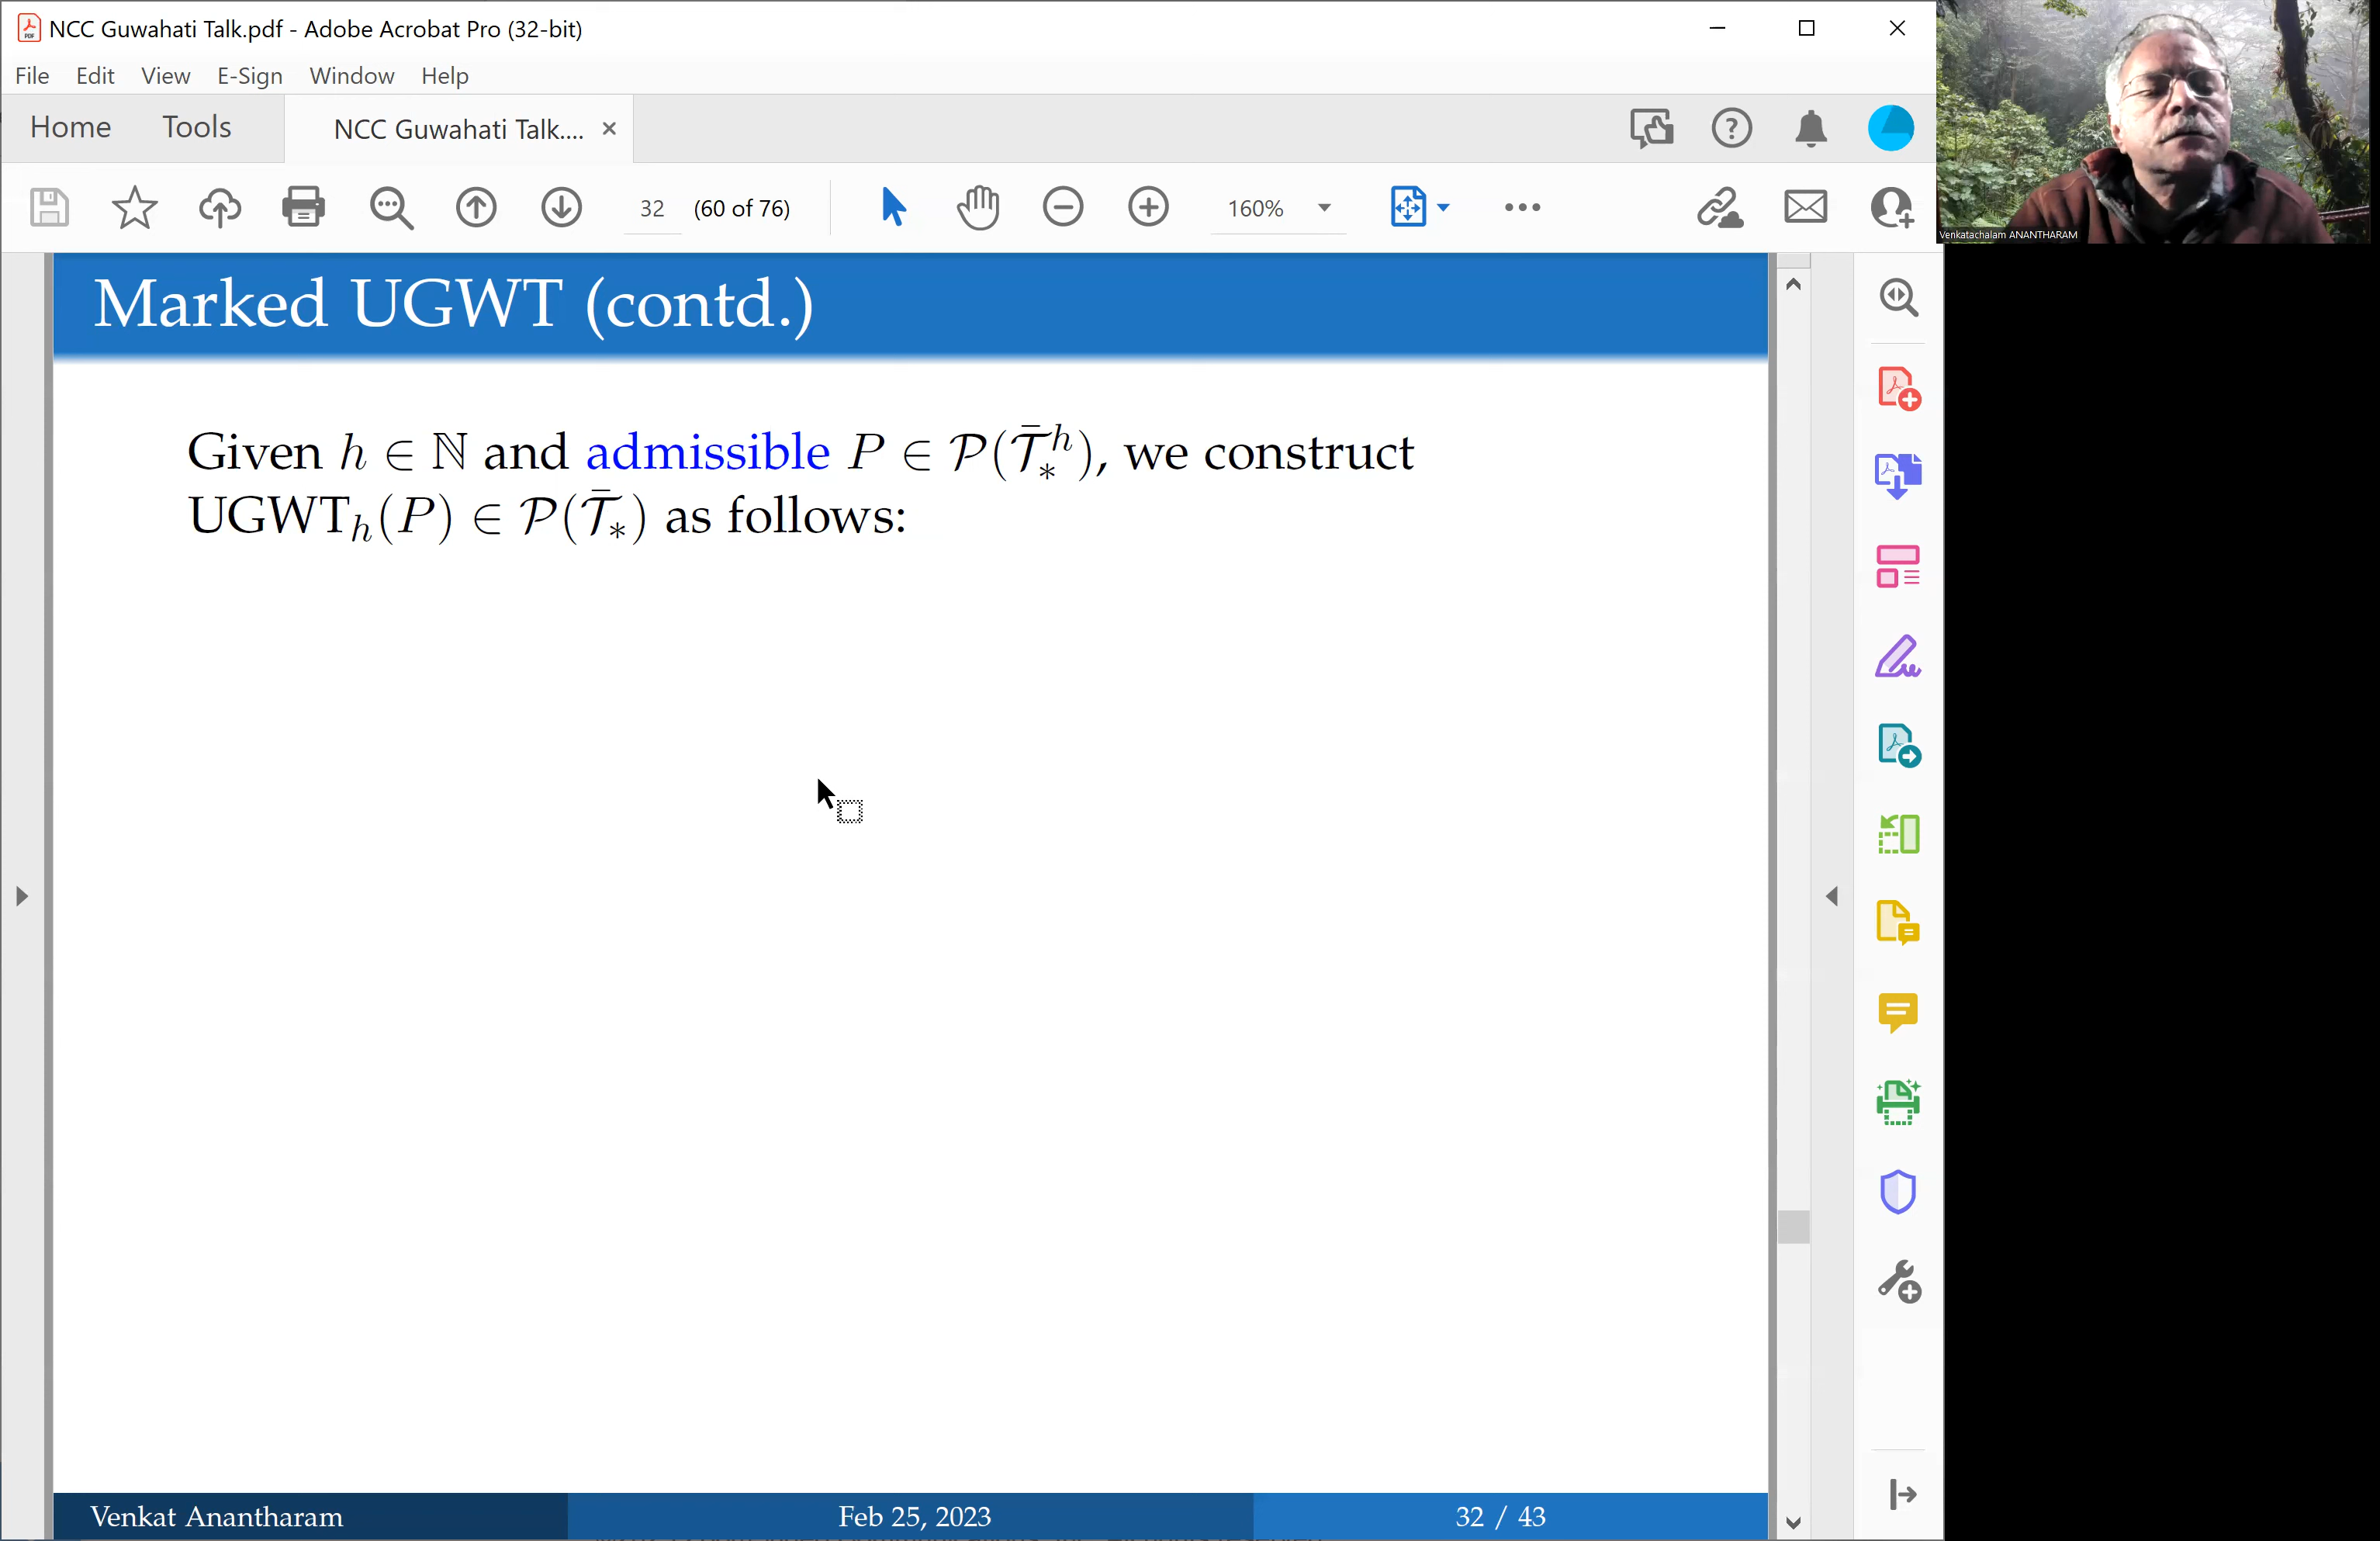 NCC Guwahati Talk.pdf - Adobe Acrobat Pro (32-bit)
File Edit View E-Sign Window Help
Home Tools NCC Guwahati Talk.... ×
32 (60 of 76) 160%
Venkatachalam ANANTHARAM
Marked UGWT (contd.)
Given h ∈ ℕ and admissible P ∈ 𝒫(𝒯̄_*^h), we construct
UGWT_h(P) ∈ 𝒫(𝒯̄_*) as follows:
Venkat Anantharam Feb 25, 2023 32 / 43